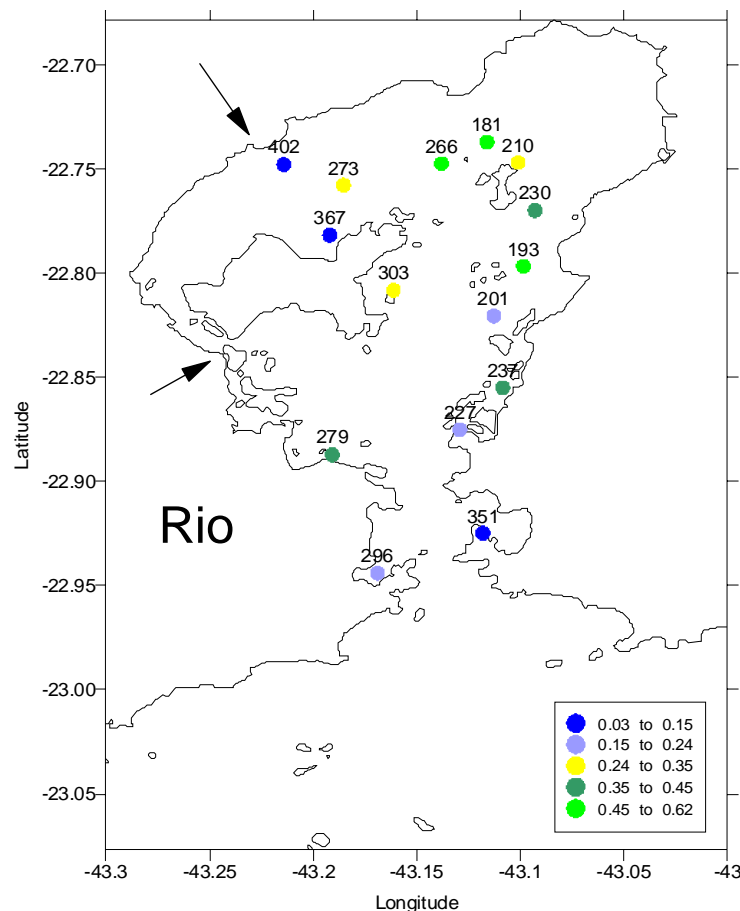 -22.70
181
402
266
210
-22.75
273
230
367
193
-22.80
303
201
-22.85
237
227
279
-22.90
351
Rio
296
-22.95
-23.00
0.03 to 0.15
0.15 to 0.24
0.24 to 0.35
0.35 to 0.45
0.45 to 0.62
-23.05
Latitude
-43.3 -43.25 -43.2 -43.15 -43.1 -43.05 -43
Longitude